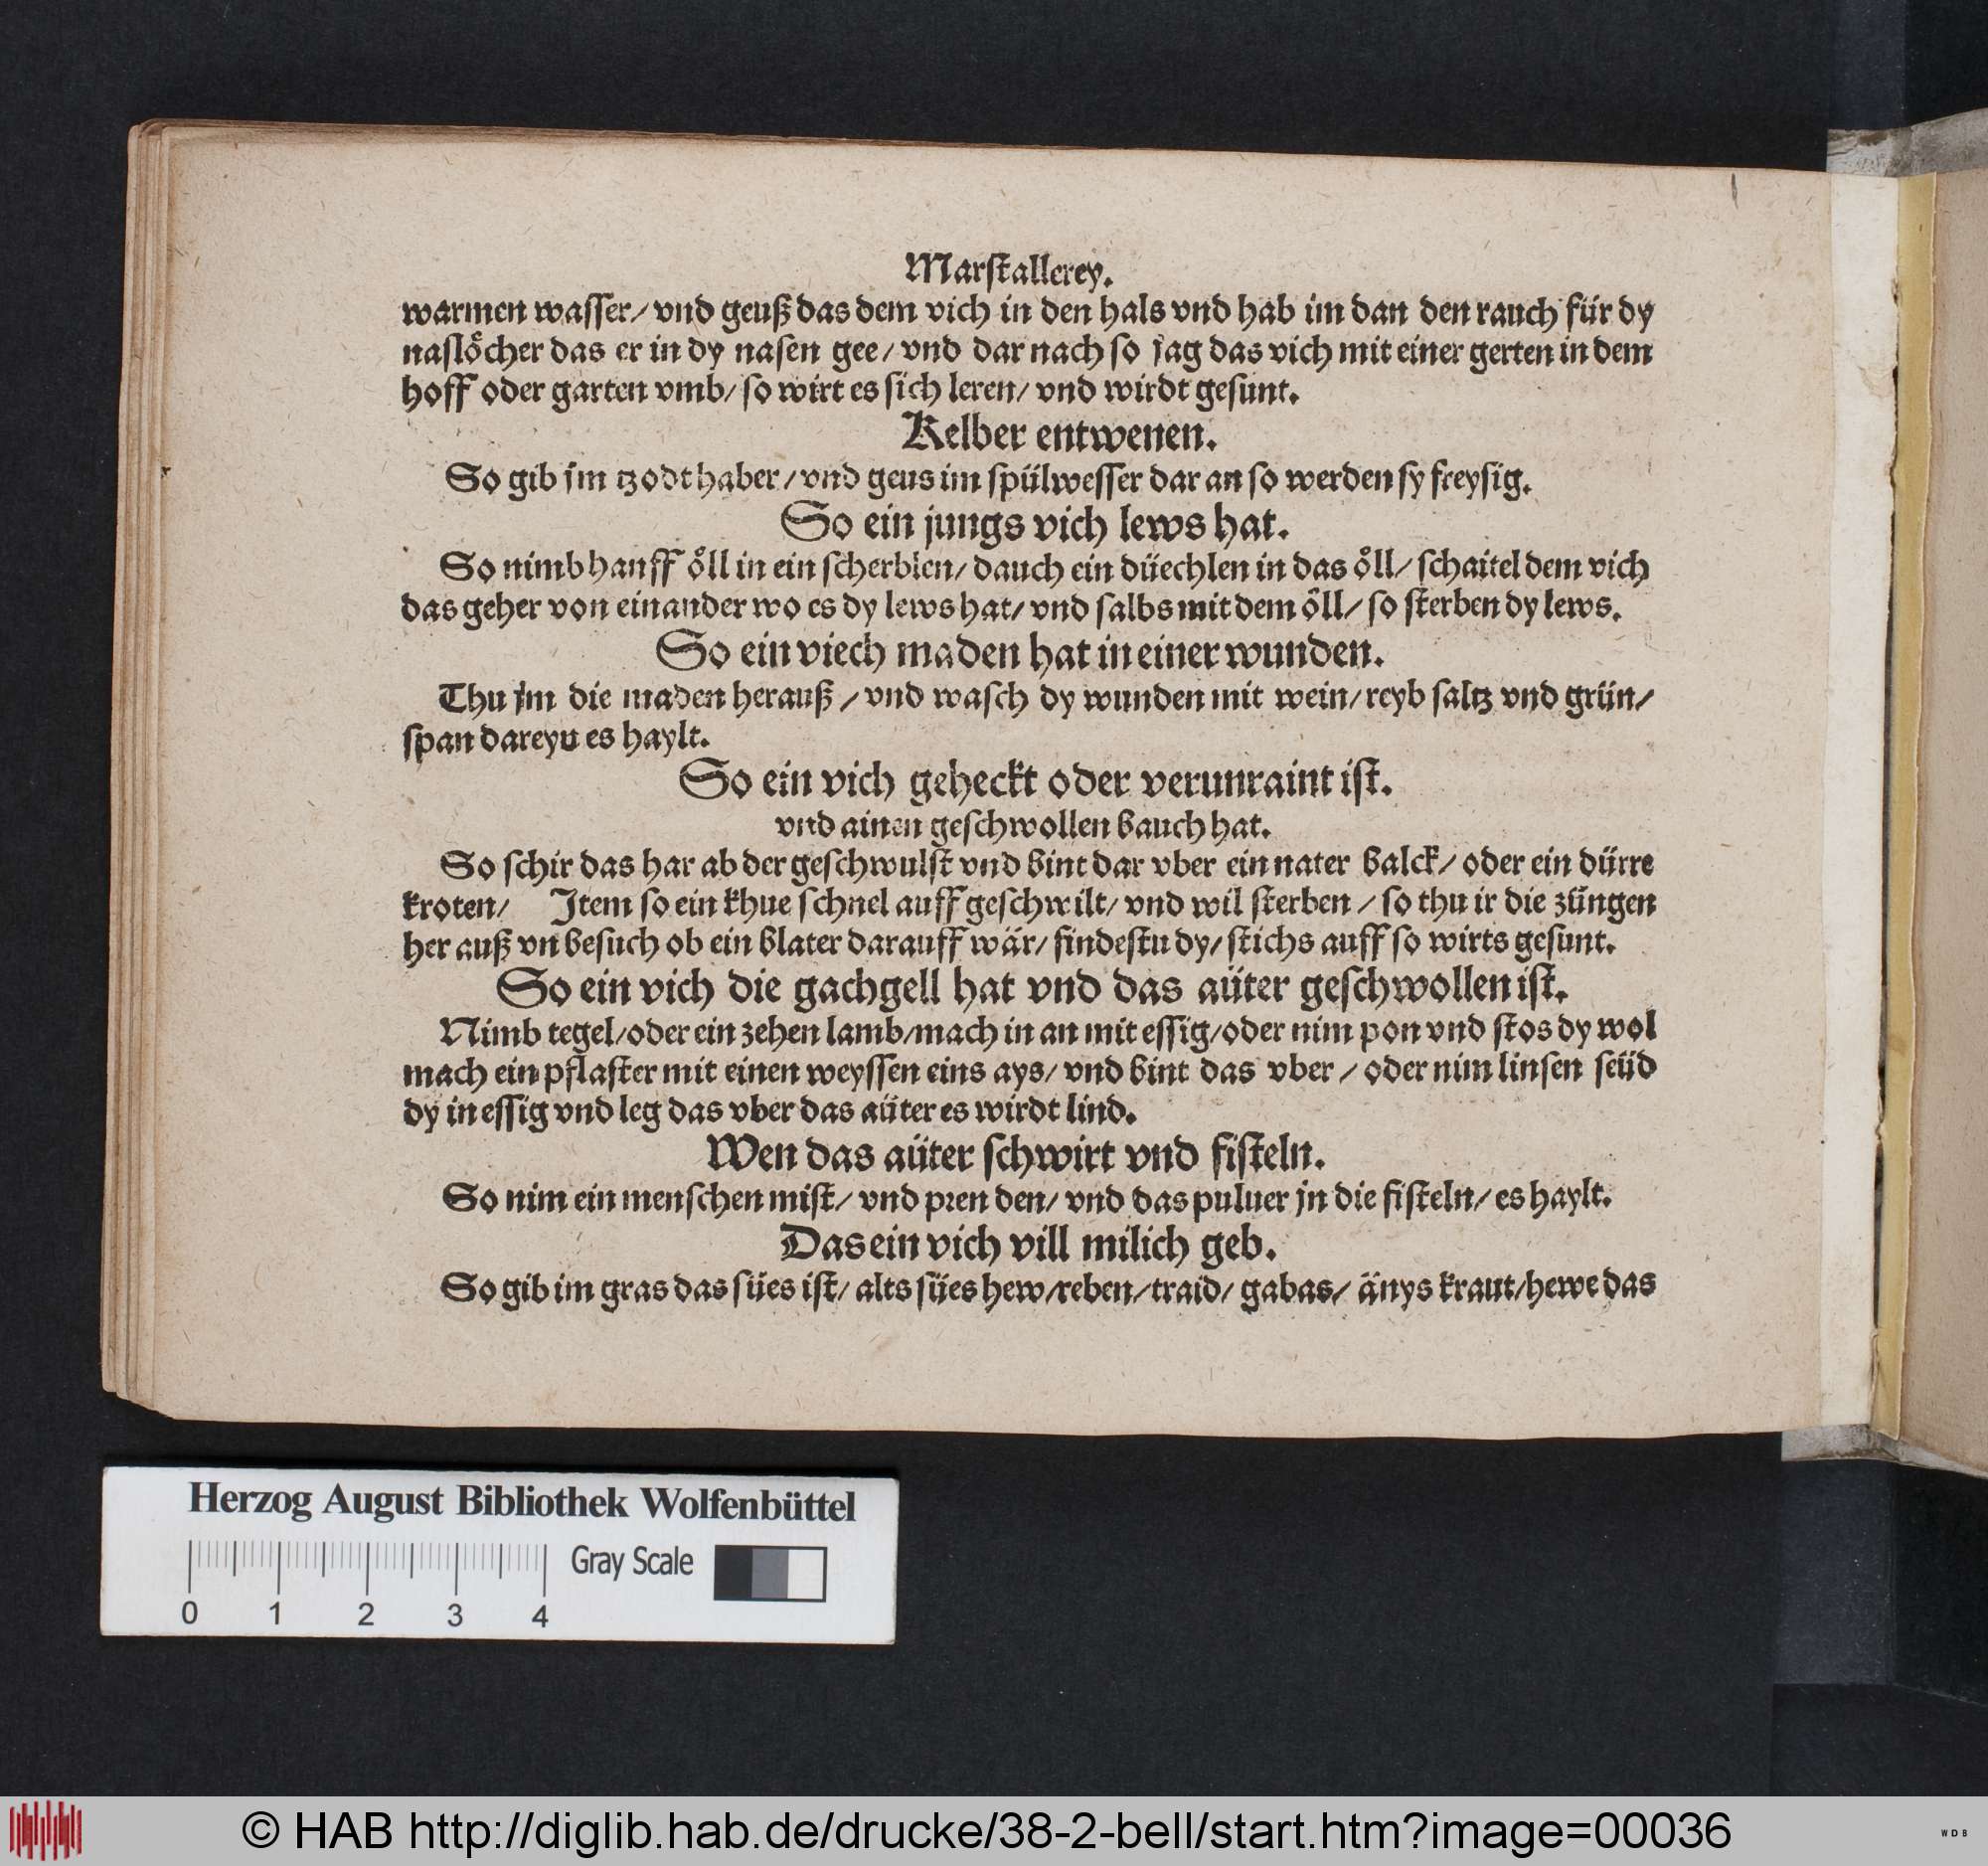 Marſtallerey.
warmen waſſer/ vnd geuß das dem vich in den hals vnd hab im dan den rauch für dy
naſlöcher das er in dy naſen gee/ vnd dar nach ſo jag das vich mit einer gerten in dem
hoff oder garten vmb/ ſo wirt es ſich leren/ vnd wirdt geſunt.
Kelber entwenen.
So gib jm tzodt haber/ vnd geus im ſpülweſſer dar an ſo werden ſy freyſig.
So ein jungs vich lews hat.
So nimb hanff öll in ein ſcherblen/ dauch ein düechlen in das öll/ ſchaitel dem vich
das geher von einander wo es dy lews hat/ vnd ſalbs mit dem öll/ ſo ſterben dy lews.
So ein viech maden hat in einer wunden.
Thu jm die maden herauß/ vnd waſch dy wunden mit wein/ reyb ſaltz vnd grün/
ſpan dareyu es haylt.
So ein vich geheckt oder verunraint iſt.
vnd ainen geſchwollen bauch hat.
So ſchir das har ab der geſchwulſt vnd bint dar vber ein nater balck/ oder ein dürre
kroten/ Item ſo ein khue ſchnel auff geſchwilt/ vnd wil ſterben/ ſo thu ir die züngen
her auß vn beſuch ob ein blater darauff wär/ findeſtu dy/ ſtichs auff ſo wirts geſunt.
So ein vich die gachgell hat vnd das aüter geſchwollen iſt.
Nimb tegel/ oder ein zehen lamb/ mach in an mit eſſig/ oder nim pon vnd ſtos dy wol
mach ein pflaſter mit einen weyſſen eins ays/ vnd bint das vber/ oder nim linſen ſeüd
dy in eſſig vnd leg das vber das aüter es wirdt lind.
Wen das aüter ſchwirt vnd fiſteln.
So nim ein menſchen miſt/ vnd pren den/ vnd das puluer jn die fiſteln/ es haylt.
Das ein vich vill milich geb.
So gib im gras das ſües iſt/ alts ſües hew/ reben/ traid/ gabas/ änys kraut/ hewe das
Herzog August Bibliothek Wolfenbüttel
Gray Scale
0 1 2 3 4
© HAB http://diglib.hab.de/drucke/38-2-bell/start.htm?image=00036
WDB